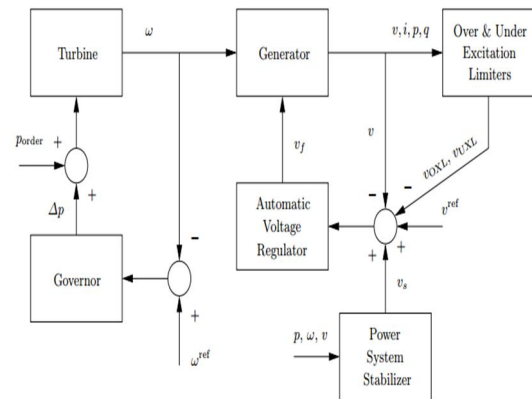 ω
v, i, p, q
Turbine
Generator
Over & Under
Excitation
Limiters
p_order
+
+
v_f
v
v_OXL, v_UXL
Δp
Automatic
Voltage
Regulator
−
−
v^ref
+
+
Governor
−
+
v_s
ω^ref
p, ω, v
Power
System
Stabilizer